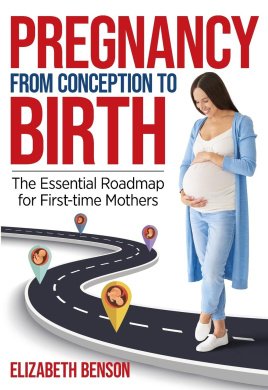 PREGNANCY
FROM CONCEPTION TO
BIRTH
The Essential Roadmap
for First-time Mothers
ELIZABETH BENSON